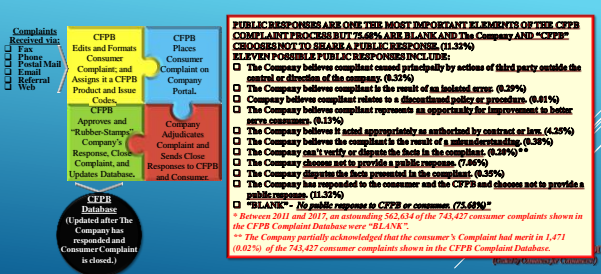 Complaints
Received via:
❑ Fax
❑ Phone
❑ Postal Mail
❑ Email
❑ Referral
❑ Web
CFPB
Edits and Formats
Consumer
Complaint; and
Assigns it a CFPB
Product and Issue
Codes.
CFPB
Places
Consumer
Complaint on
Company
Portal.
CFPB
Approves and
"Rubber-Stamps"
Company's
Response, Close
Complaint, and
Updates Database.
Company
Adjudicates
Complaint and
Sends Close
Responses to CFPB
and Consumer.
CFPB
Database
(Updated after The
Company has
responded and
Consumer Complaint
is closed.)
PUBLIC RESPONSES ARE ONE THE MOST IMPORTANT ELEMENTS OF THE CFPB
COMPLAINT PROCESS BUT 75.68% ARE BLANK AND The Company AND "CFPB"
CHOOSES NOT TO SHARE A PUBLIC RESPONSE. (11.32%)
ELEVEN POSSIBLE PUBLIC RESPONSES INCLUDE:
❑ The Company believes complaint caused principally by actions of third party outside the
control or direction of the company. (0.32%)
❑ The Company believes complaint is the result of an isolated error. (0.29%)
❑ Company believes complaint relates to a discontinued policy or procedure. (0.01%)
❑ The Company believes complaint represents an opportunity for improvement to better
serve consumers. (0.13%)
❑ The Company believes it acted appropriately as authorized by contract or law. (4.25%)
❑ The Company believes the complaint is the result of a misunderstanding. (0.38%)
❑ The Company can't verify or dispute the facts in the compliant. (0.20%)**
❑ The Company chooses not to provide a public response. (7.06%)
❑ The Company disputes the facts presented in the complaint. (0.35%)
❑ The Company has responded to the consumer and the CFPB and chooses not to provide a
public response. (11.32%)
❑ "BLANK" - No public response to CFPB or consumer. (75.68%)*
* Between 2011 and 2017, an astounding 562,634 of the 743,427 consumer complaints shown in
the CFPB Complaint Database were "BLANK".
** The Company partially acknowledged that the consumer's Complaint had merit in 1,471
(0.02%) of the 743,427 consumer complaints shown in the CFPB Complaint Database.